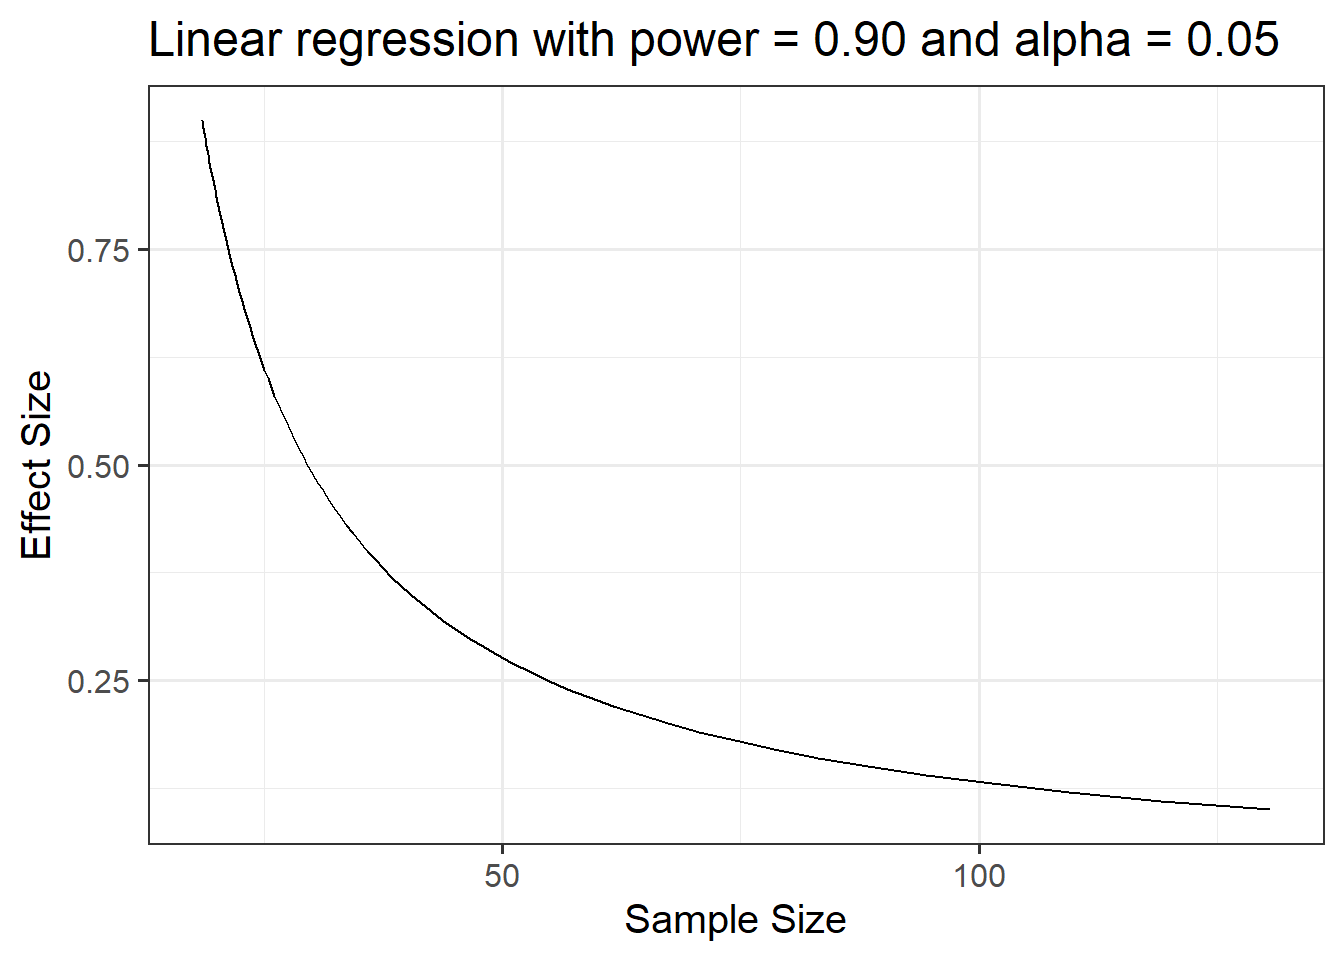 Linear regression with power = 0.90 and alpha = 0.05
Effect Size
0.75
0.50
0.25
50
100
Sample Size